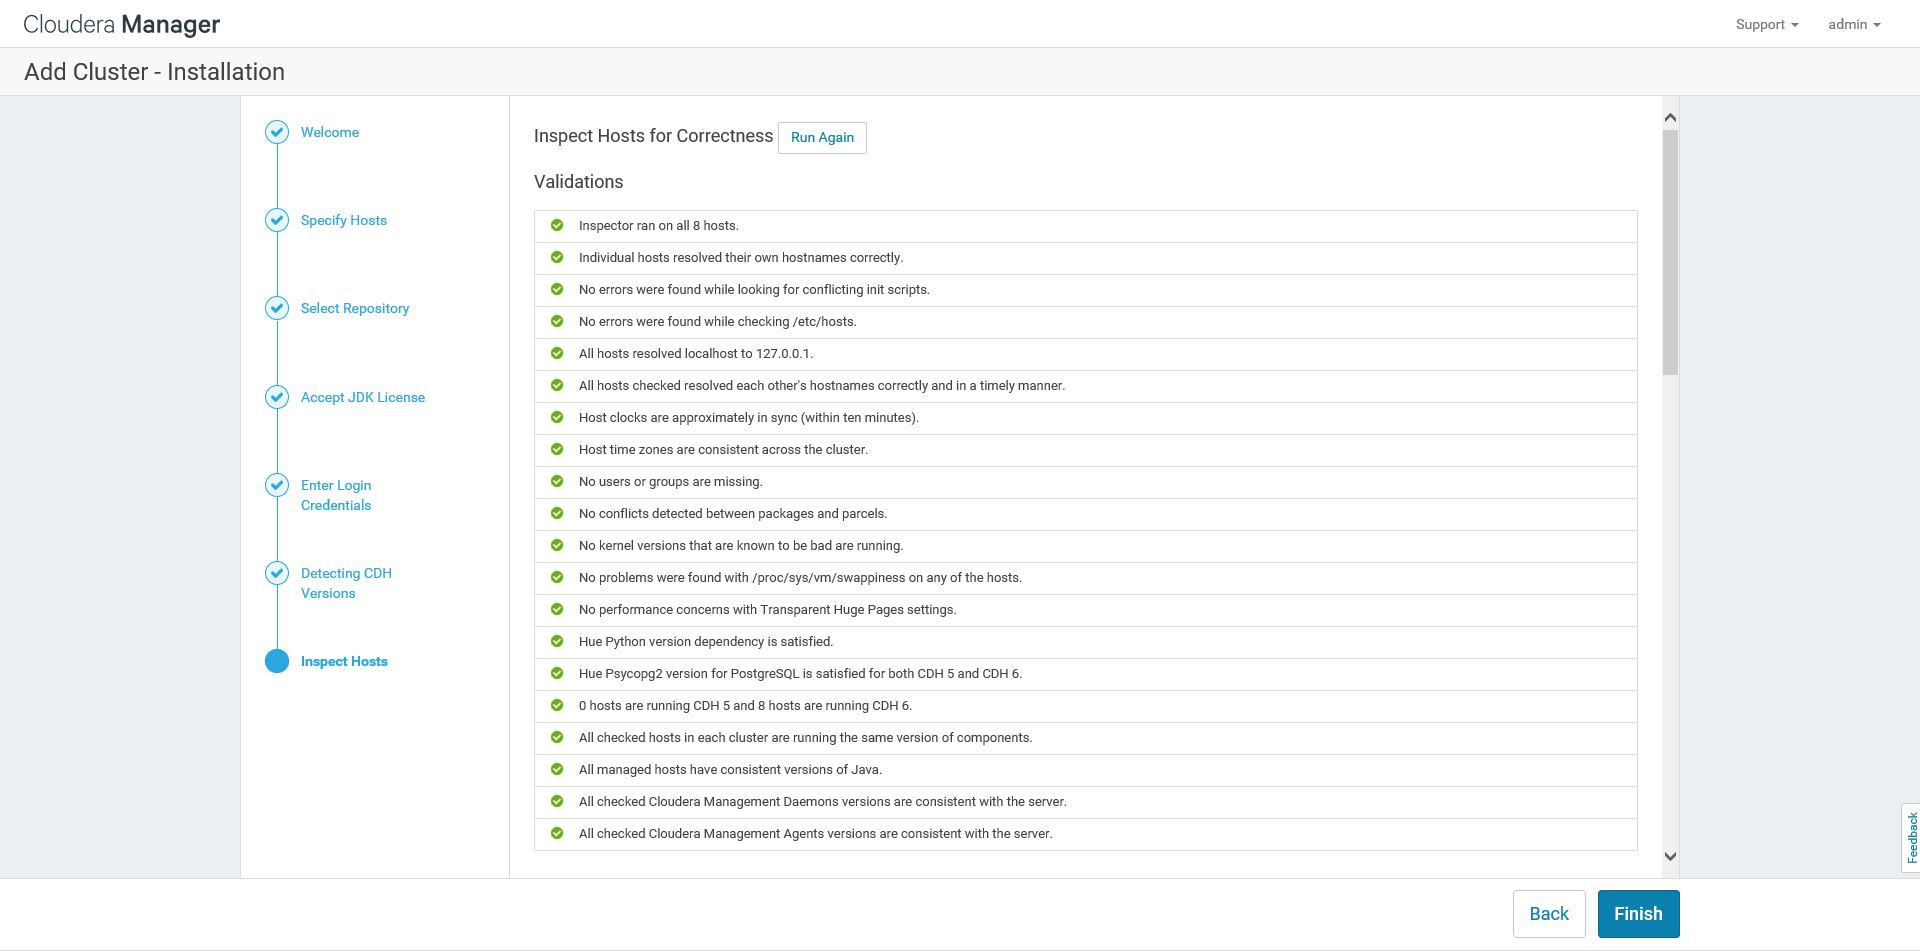 Cloudera Manager
Support
admin
Add Cluster - Installation
Welcome
Specify Hosts
Select Repository
Accept JDK License
Enter Login
Credentials
Detecting CDH
Versions
Inspect Hosts
Inspect Hosts for Correctness
Run Again
Validations
Inspector ran on all 8 hosts.
Individual hosts resolved their own hostnames correctly.
No errors were found while looking for conflicting init scripts.
No errors were found while checking /etc/hosts.
All hosts resolved localhost to 127.0.0.1.
All hosts checked resolved each other's hostnames correctly and in a timely manner.
Host clocks are approximately in sync (within ten minutes).
Host time zones are consistent across the cluster.
No users or groups are missing.
No conflicts detected between packages and parcels.
No kernel versions that are known to be bad are running.
No problems were found with /proc/sys/vm/swappiness on any of the hosts.
No performance concerns with Transparent Huge Pages settings.
Hue Python version dependency is satisfied.
Hue Psycopg2 version for PostgreSQL is satisfied for both CDH 5 and CDH 6.
0 hosts are running CDH 5 and 8 hosts are running CDH 6.
All checked hosts in each cluster are running the same version of components.
All managed hosts have consistent versions of Java.
All checked Cloudera Management Daemons versions are consistent with the server.
All checked Cloudera Management Agents versions are consistent with the server.
Feedback
Back
Finish